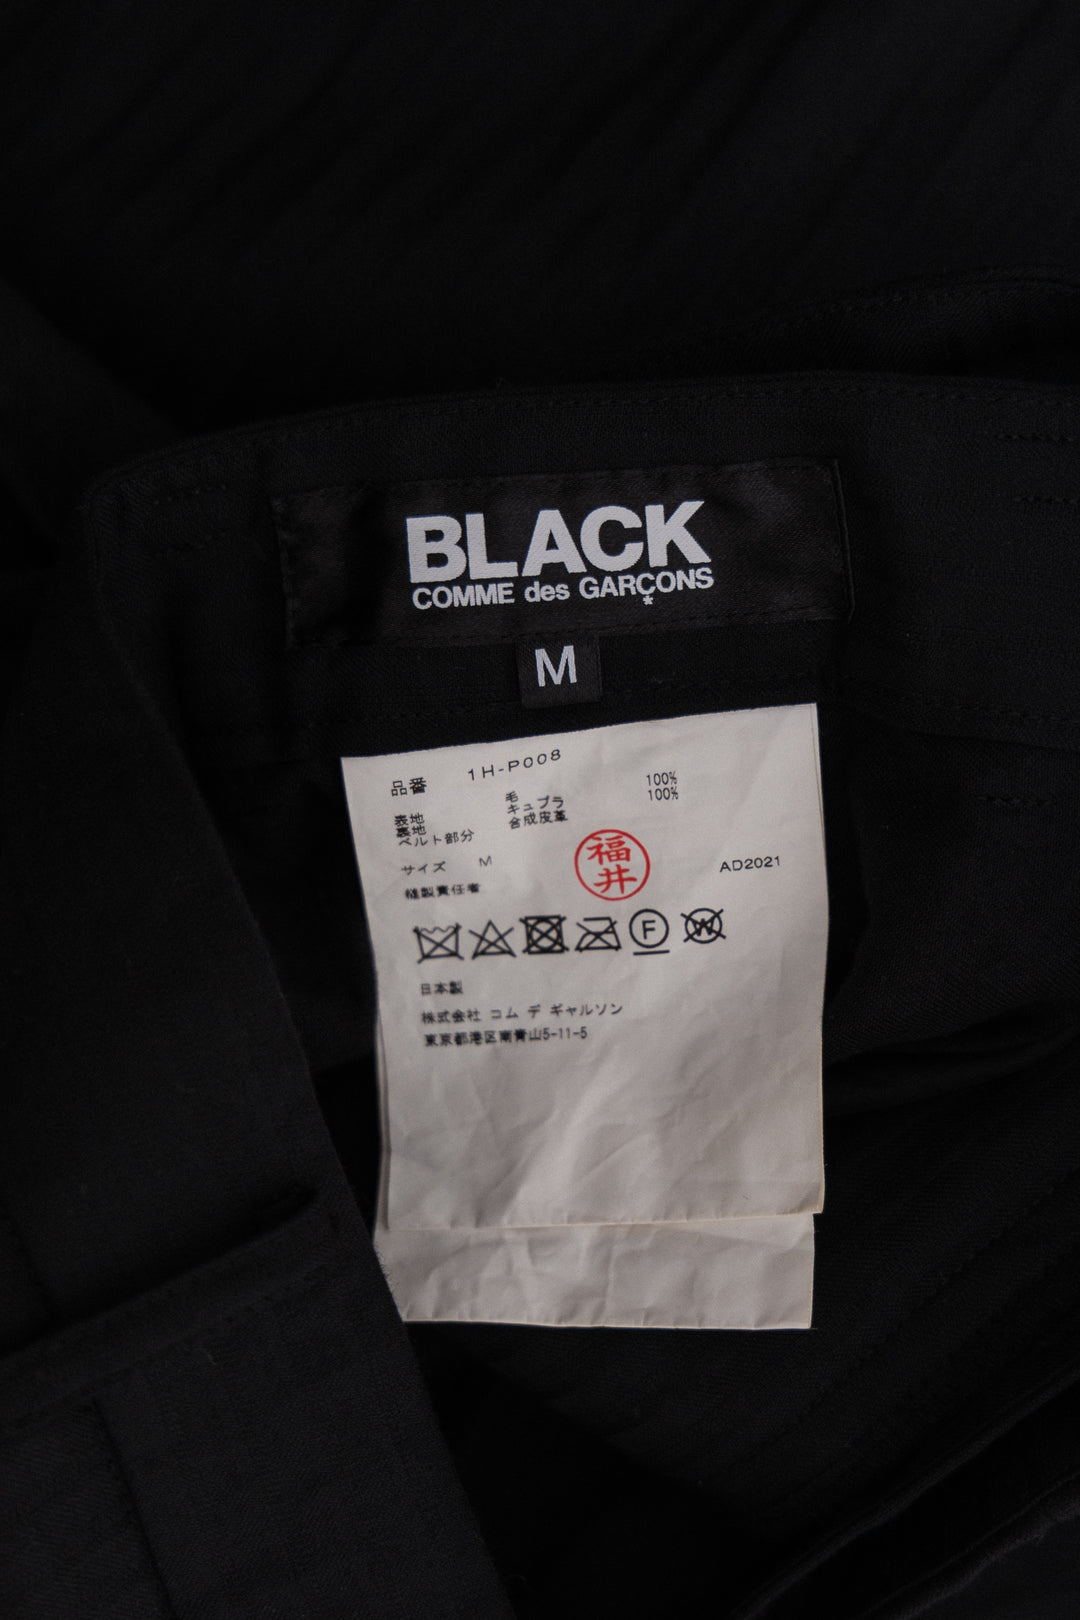 BLACK
COMME des GARÇONS
*
M
品番 1H-P008
表地 毛 100%
裏地 キュプラ 100%
ベルト部分 合成皮革
サイズ M
縫製責任者
福井
AD2021
F
W
日本製
株式会社 コム デ ギャルソン
東京都港区南青山5-11-5